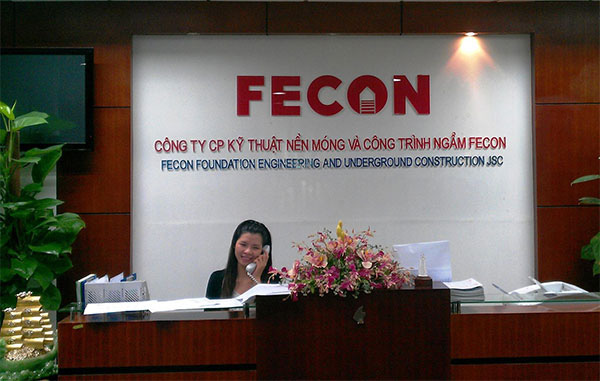 FECON
CÔNG TY CP KỸ THUẬT NỀN MÓNG VÀ CÔNG TRÌNH NGẦM FECON
FECON FOUNDATION ENGINEERING AND UNDERGROUND CONSTRUCTION JSC